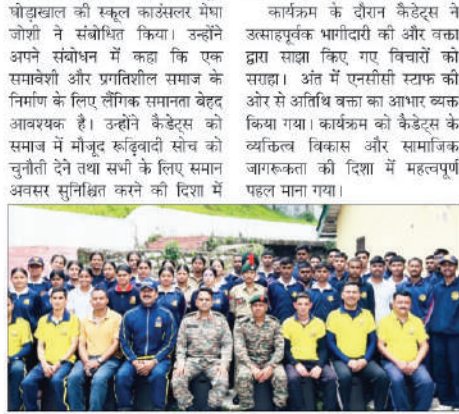 घोड़ाखाल की स्कूल काउंसलर मेघा
जोशी ने संबोधित किया। उन्होंने
अपने संबोधन में कहा कि एक
समावेशी और प्रगतिशील समाज के
निर्माण के लिए लैंगिक समानता बेहद
आवश्यक है। उन्होंने कैडेट्स को
समाज में मौजूद रूढ़िवादी सोच को
चुनौती देने तथा सभी के लिए समान
अवसर सुनिश्चित करने की दिशा में
कार्यक्रम के दौरान कैडेट्स ने
उत्साहपूर्वक भागीदारी की और वक्ता
द्वारा साझा किए गए विचारों को
सराहा। अंत में एनसीसी स्टाफ की
ओर से अतिथि वक्ता का आभार व्यक्त
किया गया। कार्यक्रम को कैडेट्स के
व्यक्तित्व विकास और सामाजिक
जागरूकता की दिशा में महत्वपूर्ण
पहल माना गया।